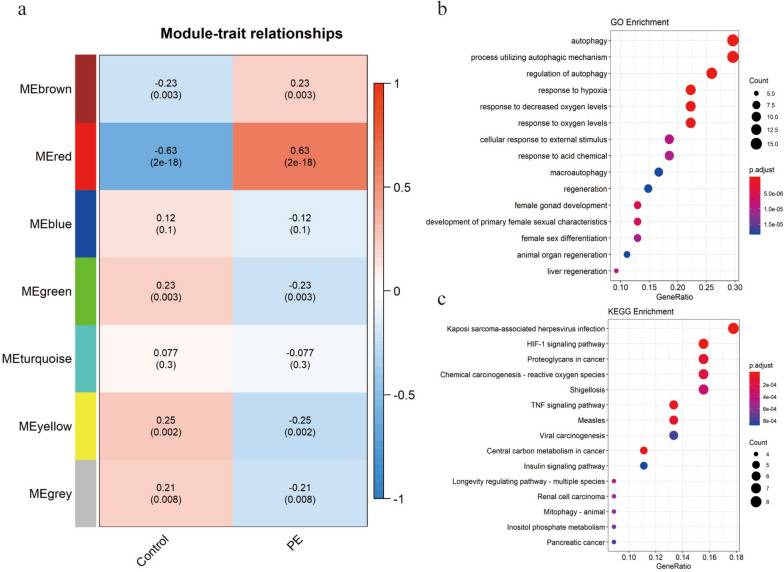 a
Module-trait relationships
MEbrown
-0.23
(0.003)
0.23
(0.003)
MEred
-0.63
(2e-18)
0.63
(2e-18)
MEblue
0.12
(0.1)
-0.12
(0.1)
MEgreen
0.23
(0.003)
-0.23
(0.003)
MEturquoise
0.077
(0.3)
-0.077
(0.3)
MEyellow
0.25
(0.002)
-0.25
(0.002)
MEgrey
0.21
(0.008)
-0.21
(0.008)
Control
PE
1
0.5
0
-0.5
-1
b
GO Enrichment
autophagy
process utilizing autophagic mechanism
regulation of autophagy
response to hypoxia
response to decreased oxygen levels
response to oxygen levels
cellular response to external stimulus
response to acid chemical
macroautophagy
regeneration
female gonad development
development of primary female sexual characteristics
female sex differentiation
animal organ regeneration
liver regeneration
0.10 0.15 0.20 0.25 0.30
GeneRatio
Count
5.0
7.5
10.0
12.5
15.0
p.adjust
5.0e-06
1.0e-05
1.5e-05
c
KEGG Enrichment
Kaposi sarcoma-associated herpesvirus infection
HIF-1 signaling pathway
Proteoglycans in cancer
Chemical carcinogenesis - reactive oxygen species
Shigellosis
TNF signaling pathway
Measles
Viral carcinogenesis
Central carbon metabolism in cancer
Insulin signaling pathway
Longevity regulating pathway - multiple species
Renal cell carcinoma
Mitophagy - animal
Inositol phosphate metabolism
Pancreatic cancer
0.10 0.12 0.14 0.16 0.18
GeneRatio
p.adjust
2e-04
4e-04
6e-04
8e-04
Count
4
5
6
7
8